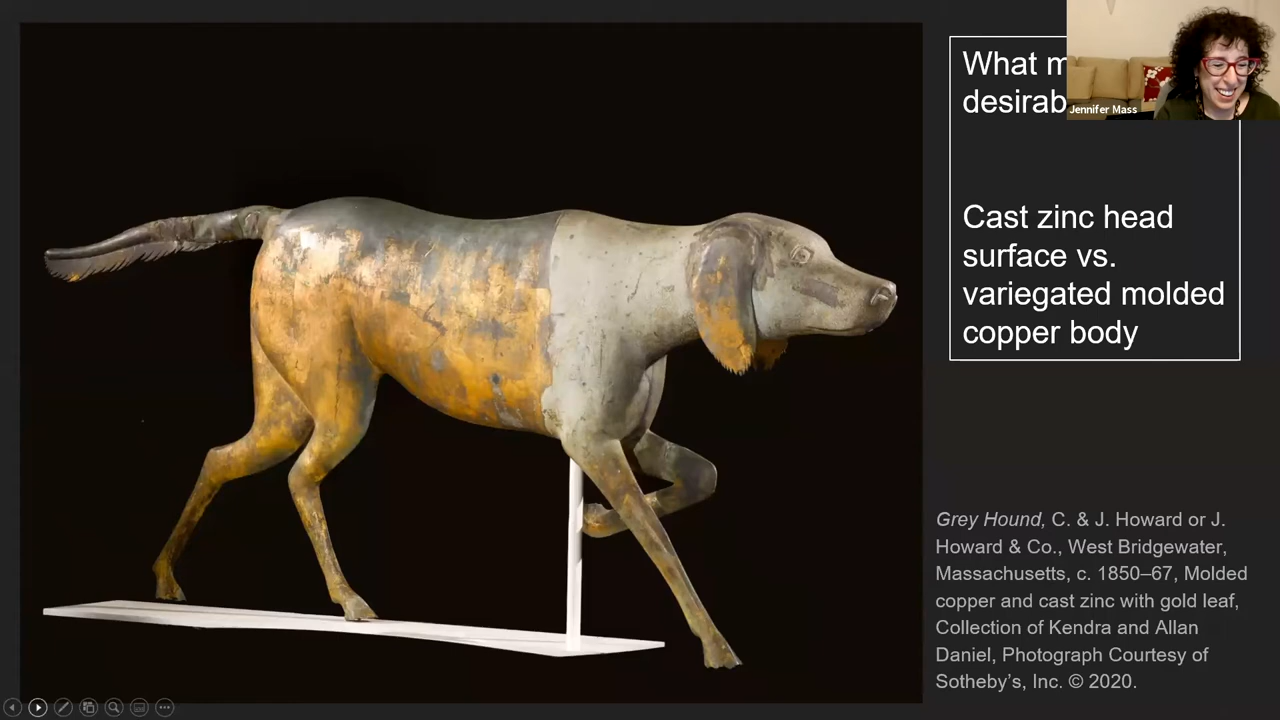 What
desirab
Jennifer Mass
Cast zinc head
surface vs.
variegated molded
copper body
Grey Hound, C. & J. Howard or J.
Howard & Co., West Bridgewater,
Massachusetts, c. 1850–67, Molded
copper and cast zinc with gold leaf,
Collection of Kendra and Allan
Daniel, Photograph Courtesy of
Sotheby's, Inc. © 2020.